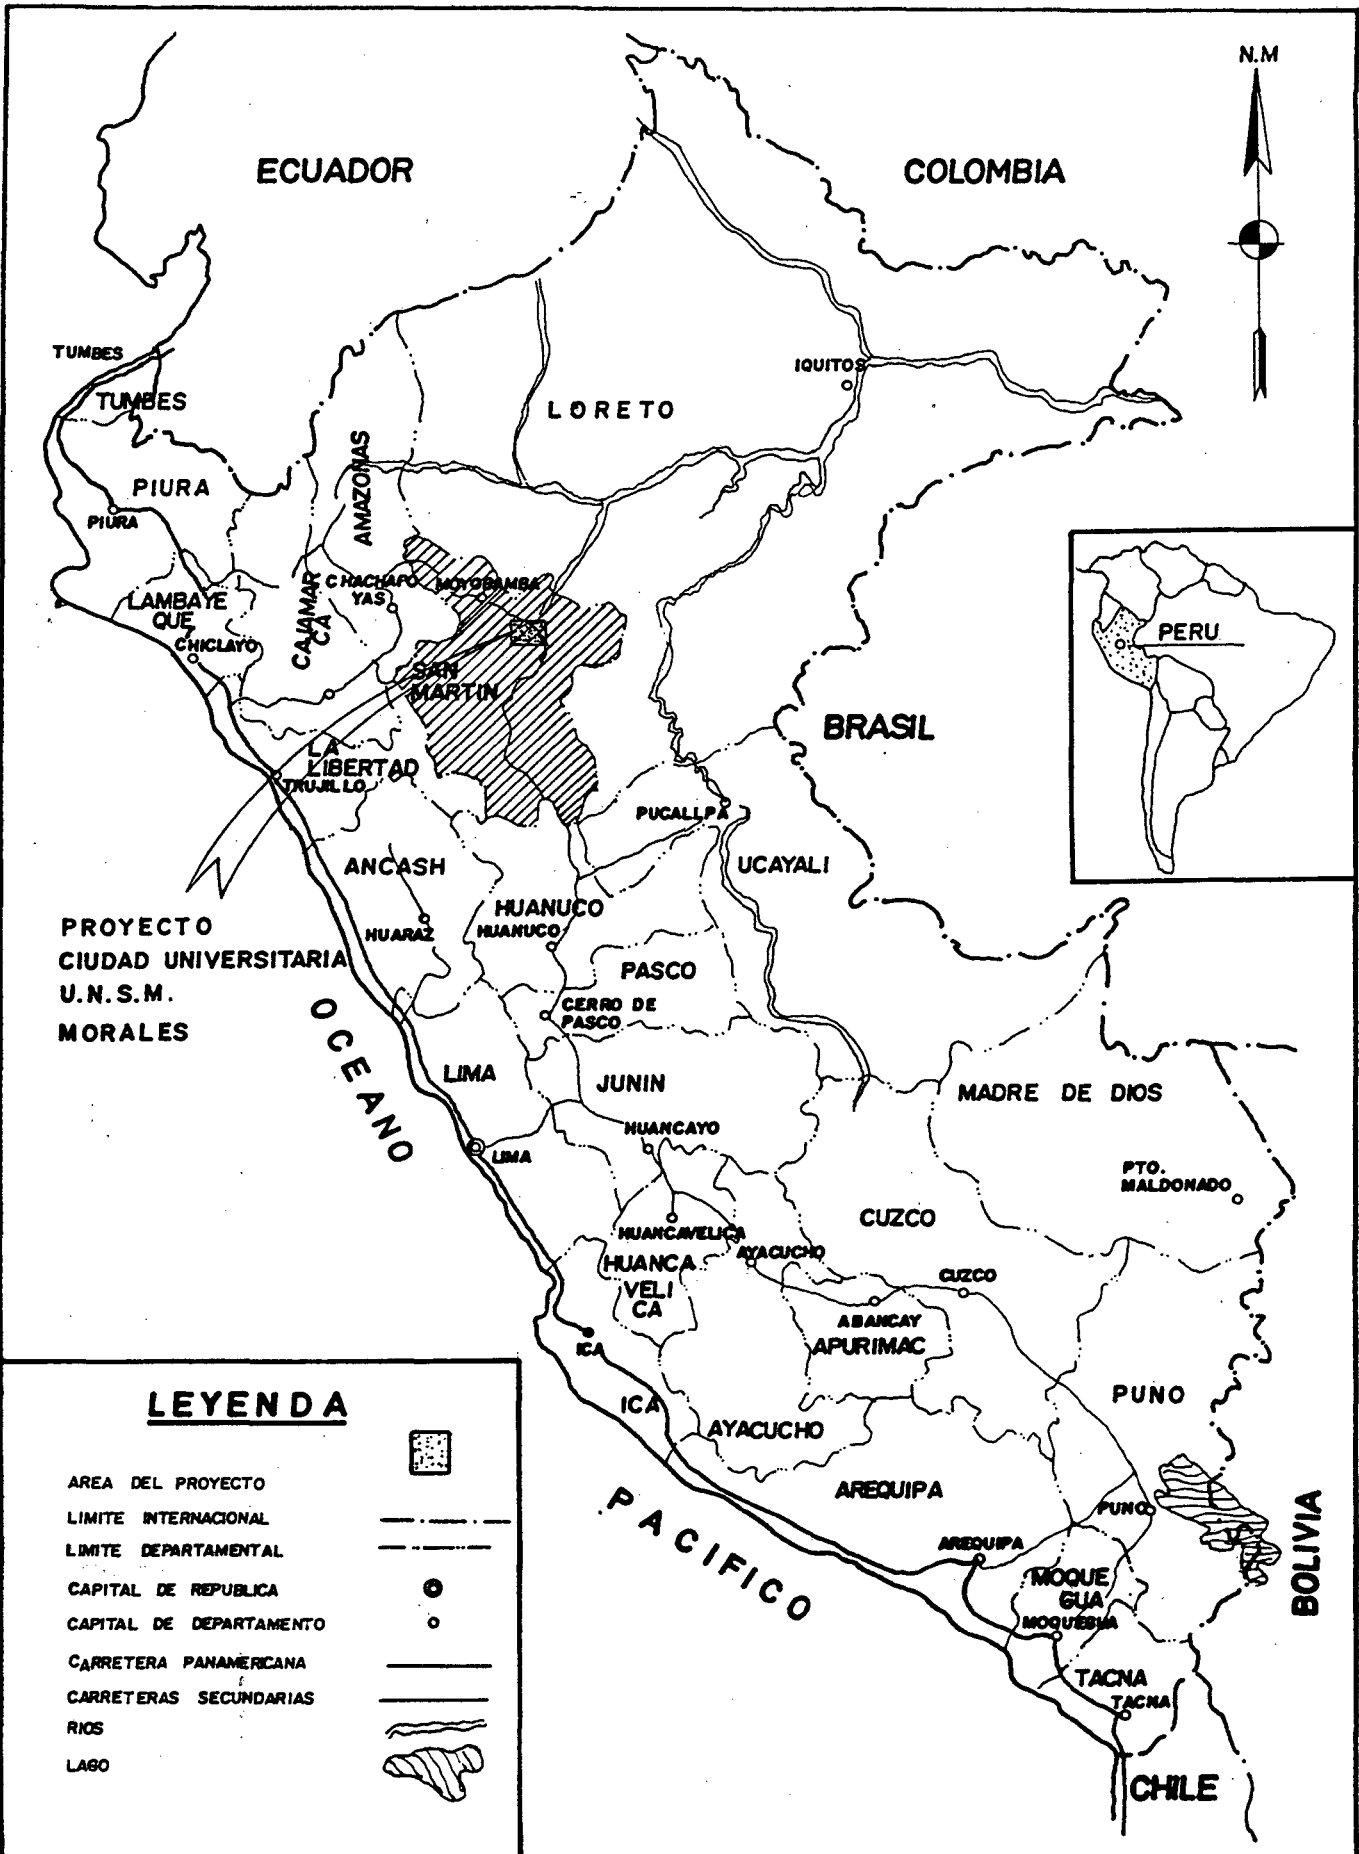 N.M
ECUADOR
COLOMBIA
TUMBES
TUMBES
IQUITOS
LORETO
AMAZONAS
PIURA
PIURA
CHACHAPO
YAS
MOYOBAMBA
CAJAMAR
CA
LAMBAYE
QUE
CHICLAYO
SAN
MARTIN
PERU
BRASIL
LA
LIBERTAD
TRUJILLO
PUCALLPA
UCAYALI
ANCASH
HUANUCO
HUANUCO
HUARAZ
PROYECTO
CIUDAD UNIVERSITARIA
U.N.S.M.
MORALES
PASCO
CERRO DE
PASCO
OCEANO
LIMA
JUNIN
MADRE DE DIOS
HUANCAYO
LIMA
PTO.
MALDONADO
CUZCO
HUANCAVELICA
AYACUCHO
HUANCA
VELI
CA
CUZCO
ABANCAY
APURIMAC
ICA
ICA
PUNO
AYACUCHO
AREQUIPA
PACIFICO
PUNO
BOLIVIA
AREQUIPA
MOQUE
GUA
MOQUEGUA
TACNA
TACNA
CHILE
LEYENDA
AREA DEL PROYECTO
LIMITE INTERNACIONAL
LIMITE DEPARTAMENTAL
CAPITAL DE REPUBLICA
CAPITAL DE DEPARTAMENTO
CARRETERA PANAMERICANA
CARRETERAS SECUNDARIAS
RIOS
LAGO